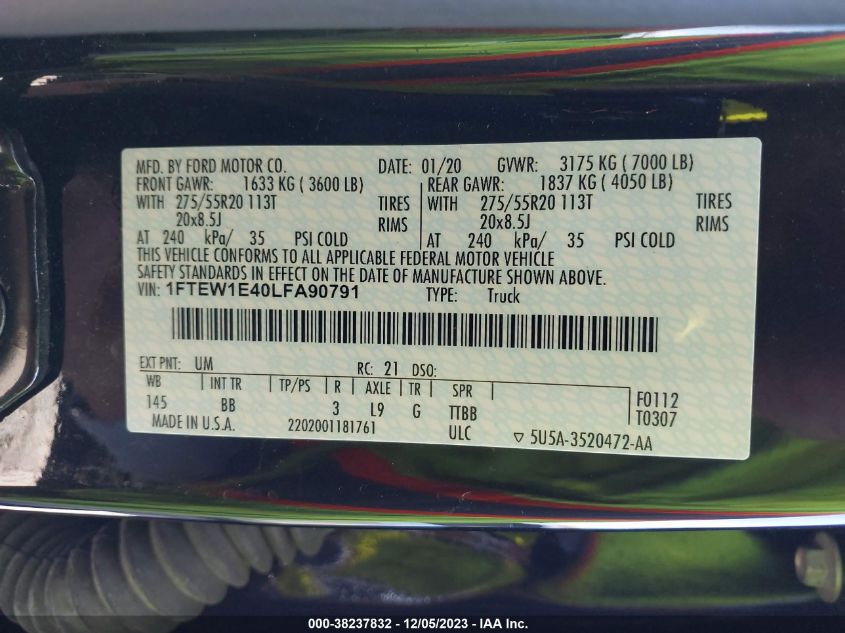 MFD. BY FORD MOTOR CO. DATE: 01/20 GVWR: 3175 KG ( 7000 LB)
FRONT GAWR: 1633 KG ( 3600 LB) REAR GAWR: 1837 KG ( 4050 LB)
WITH 275/55R20 113T TIRES WITH 275/55R20 113T TIRES
20x8.5J RIMS 20x8.5J RIMS
AT 240 kPa/ 35 PSI COLD AT 240 kPa/ 35 PSI COLD
THIS VEHICLE CONFORMS TO ALL APPLICABLE FEDERAL MOTOR VEHICLE
SAFETY STANDARDS IN EFFECT ON THE DATE OF MANUFACTURE SHOWN ABOVE.
VIN: 1FTEW1E40LFA90791 TYPE: Truck
EXT PNT: UM RC: 21 DSO:
WB INT TR TP/PS R AXLE TR SPR F0112
145 BB 3 L9 G TTBB T0307
MADE IN U.S.A. 2202001181761 ULC ▽ 5U5A-3520472-AA
000-38237832 - 12/05/2023 - IAA Inc.